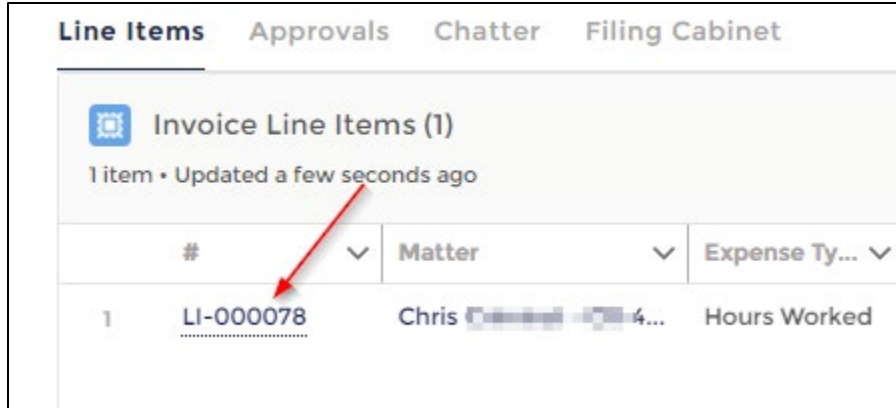 Line Items Approvals Chatter Filing Cabinet
Invoice Line Items (1)
1 item • Updated a few seconds ago
# Matter Expense Ty...
1 LI-000078 Chris 4... Hours Worked